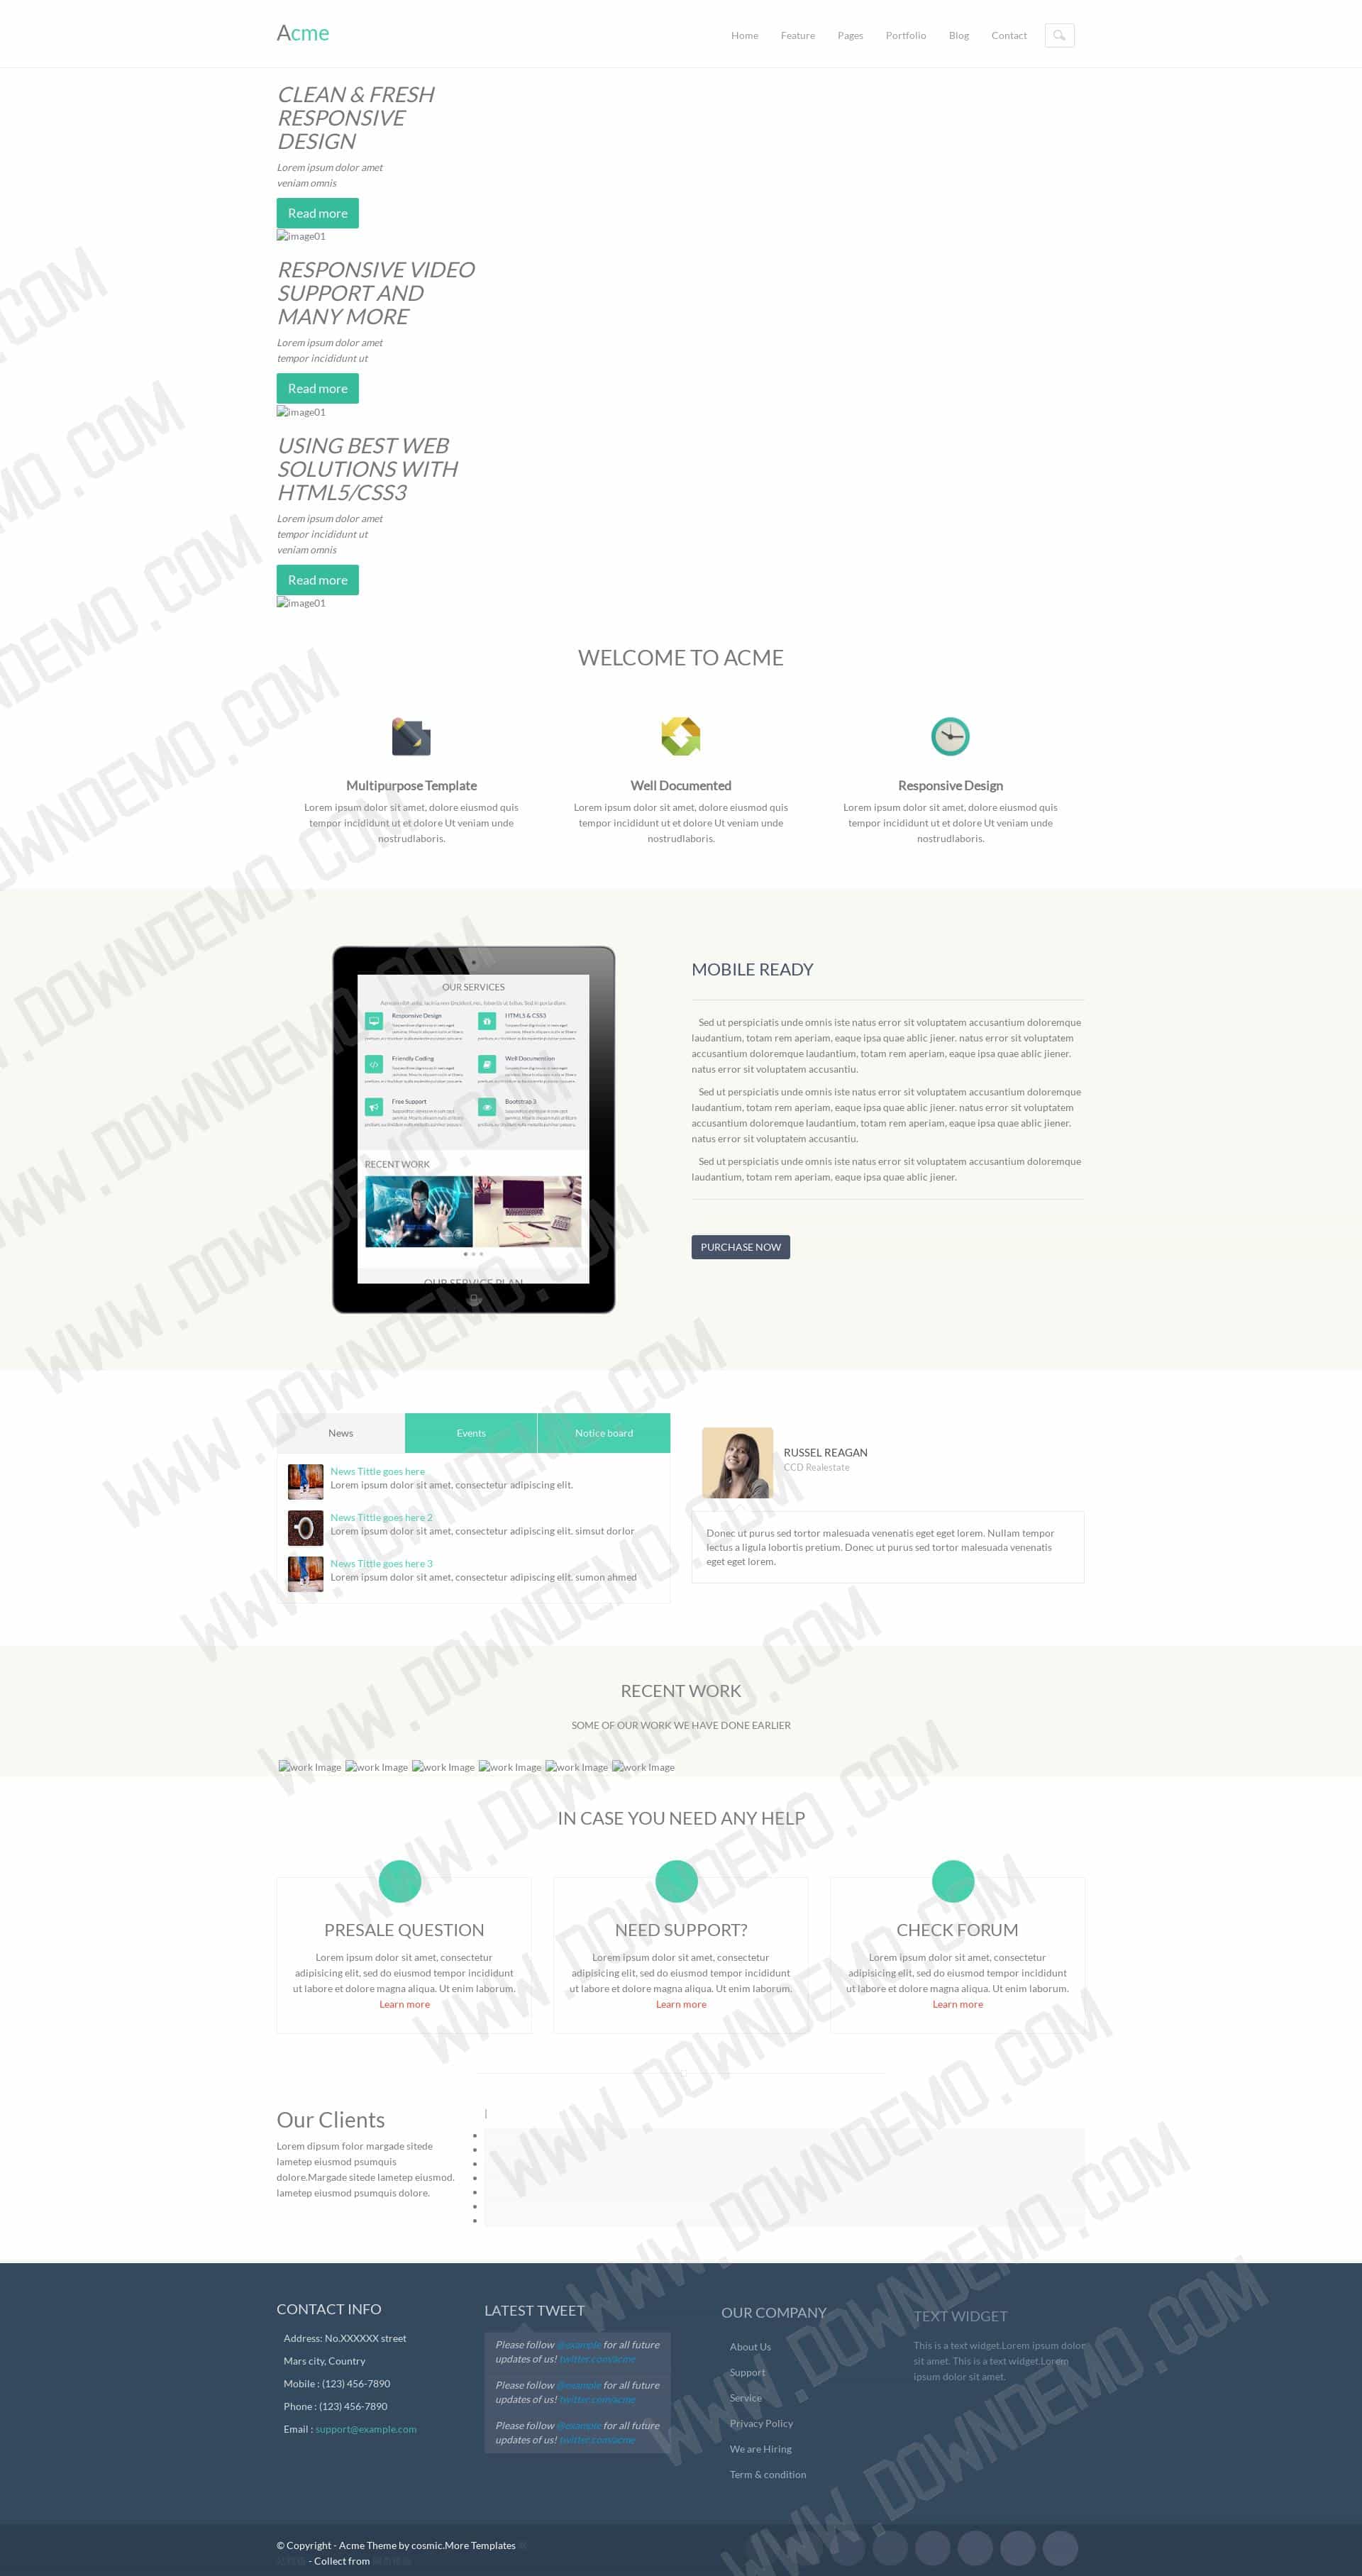 Acme
Home Feature Pages Portfolio Blog Contact
CLEAN & FRESH
RESPONSIVE
DESIGN
Lorem ipsum dolor amet
veniam omnis
Read more
image01
RESPONSIVE VIDEO
SUPPORT AND
MANY MORE
Lorem ipsum dolor amet
tempor incididunt ut
Read more
image01
USING BEST WEB
SOLUTIONS WITH
HTML5/CSS3
Lorem ipsum dolor amet
tempor incididunt ut
veniam omnis
Read more
image01
WELCOME TO ACME
Multipurpose Template
Lorem ipsum dolor sit amet, dolore eiusmod quis
tempor incididunt ut et dolore Ut veniam unde
nostrudlaboris.
Well Documented
Lorem ipsum dolor sit amet, dolore eiusmod quis
tempor incididunt ut et dolore Ut veniam unde
nostrudlaboris.
Responsive Design
Lorem ipsum dolor sit amet, dolore eiusmod quis
tempor incididunt ut et dolore Ut veniam unde
nostrudlaboris.
OUR SERVICES
Responsive Design
HTML5 & CSS3
Friendly Coding
Well Documention
Free Support
Bootstrap 3
RECENT WORK
OUR SERVICE PLAN
MOBILE READY
Sed ut perspiciatis unde omnis iste natus error sit voluptatem accusantium doloremque
laudantium, totam rem aperiam, eaque ipsa quae ablic jiener. natus error sit voluptatem
accusantium doloremque laudantium, totam rem aperiam, eaque ipsa quae ablic jiener.
natus error sit voluptatem accusantiu.
Sed ut perspiciatis unde omnis iste natus error sit voluptatem accusantium doloremque
laudantium, totam rem aperiam, eaque ipsa quae ablic jiener. natus error sit voluptatem
accusantium doloremque laudantium, totam rem aperiam, eaque ipsa quae ablic jiener.
natus error sit voluptatem accusantiu.
Sed ut perspiciatis unde omnis iste natus error sit voluptatem accusantium doloremque
laudantium, totam rem aperiam, eaque ipsa quae ablic jiener.
PURCHASE NOW
News Events Notice board
News Tittle goes here
Lorem ipsum dolor sit amet, consectetur adipiscing elit.
News Tittle goes here 2
Lorem ipsum dolor sit amet, consectetur adipiscing elit. simsut dorlor
News Tittle goes here 3
Lorem ipsum dolor sit amet, consectetur adipiscing elit. sumon ahmed
RUSSEL REAGAN
CCD Realestate
Donec ut purus sed tortor malesuada venenatis eget eget lorem. Nullam tempor
lectus a ligula lobortis pretium. Donec ut purus sed tortor malesuada venenatis
eget eget lorem.
RECENT WORK
SOME OF OUR WORK WE HAVE DONE EARLIER
work Image work Image work Image work Image work Image work Image
IN CASE YOU NEED ANY HELP
PRESALE QUESTION
Lorem ipsum dolor sit amet, consectetur
adipisicing elit, sed do eiusmod tempor incididunt
ut labore et dolore magna aliqua. Ut enim laborum.
Learn more
NEED SUPPORT?
Lorem ipsum dolor sit amet, consectetur
adipisicing elit, sed do eiusmod tempor incididunt
ut labore et dolore magna aliqua. Ut enim laborum.
Learn more
CHECK FORUM
Lorem ipsum dolor sit amet, consectetur
adipisicing elit, sed do eiusmod tempor incididunt
ut labore et dolore magna aliqua. Ut enim laborum.
Learn more
Our Clients
Lorem dipsum folor margade sitede
lametep eiusmod psumquis
dolore.Margade sitede lametep eiusmod.
lametep eiusmod psumquis dolore.
|
CONTACT INFO
Address: No.XXXXXX street
Mars city, Country
Mobile : (123) 456-7890
Phone : (123) 456-7890
Email : support@example.com
LATEST TWEET
Please follow @example for all future
updates of us! twitter.com/acme
Please follow @example for all future
updates of us! twitter.com/acme
Please follow @example for all future
updates of us! twitter.com/acme
OUR COMPANY
About Us
Support
Service
Privacy Policy
We are Hiring
Term & condition
TEXT WIDGET
This is a text widget.Lorem ipsum dolor
sit amet. This is a text widget.Lorem
ipsum dolor sit amet.
© Copyright - Acme Theme by cosmic.More Templates
- Collect from
WWW.DOWNDEMO.COM